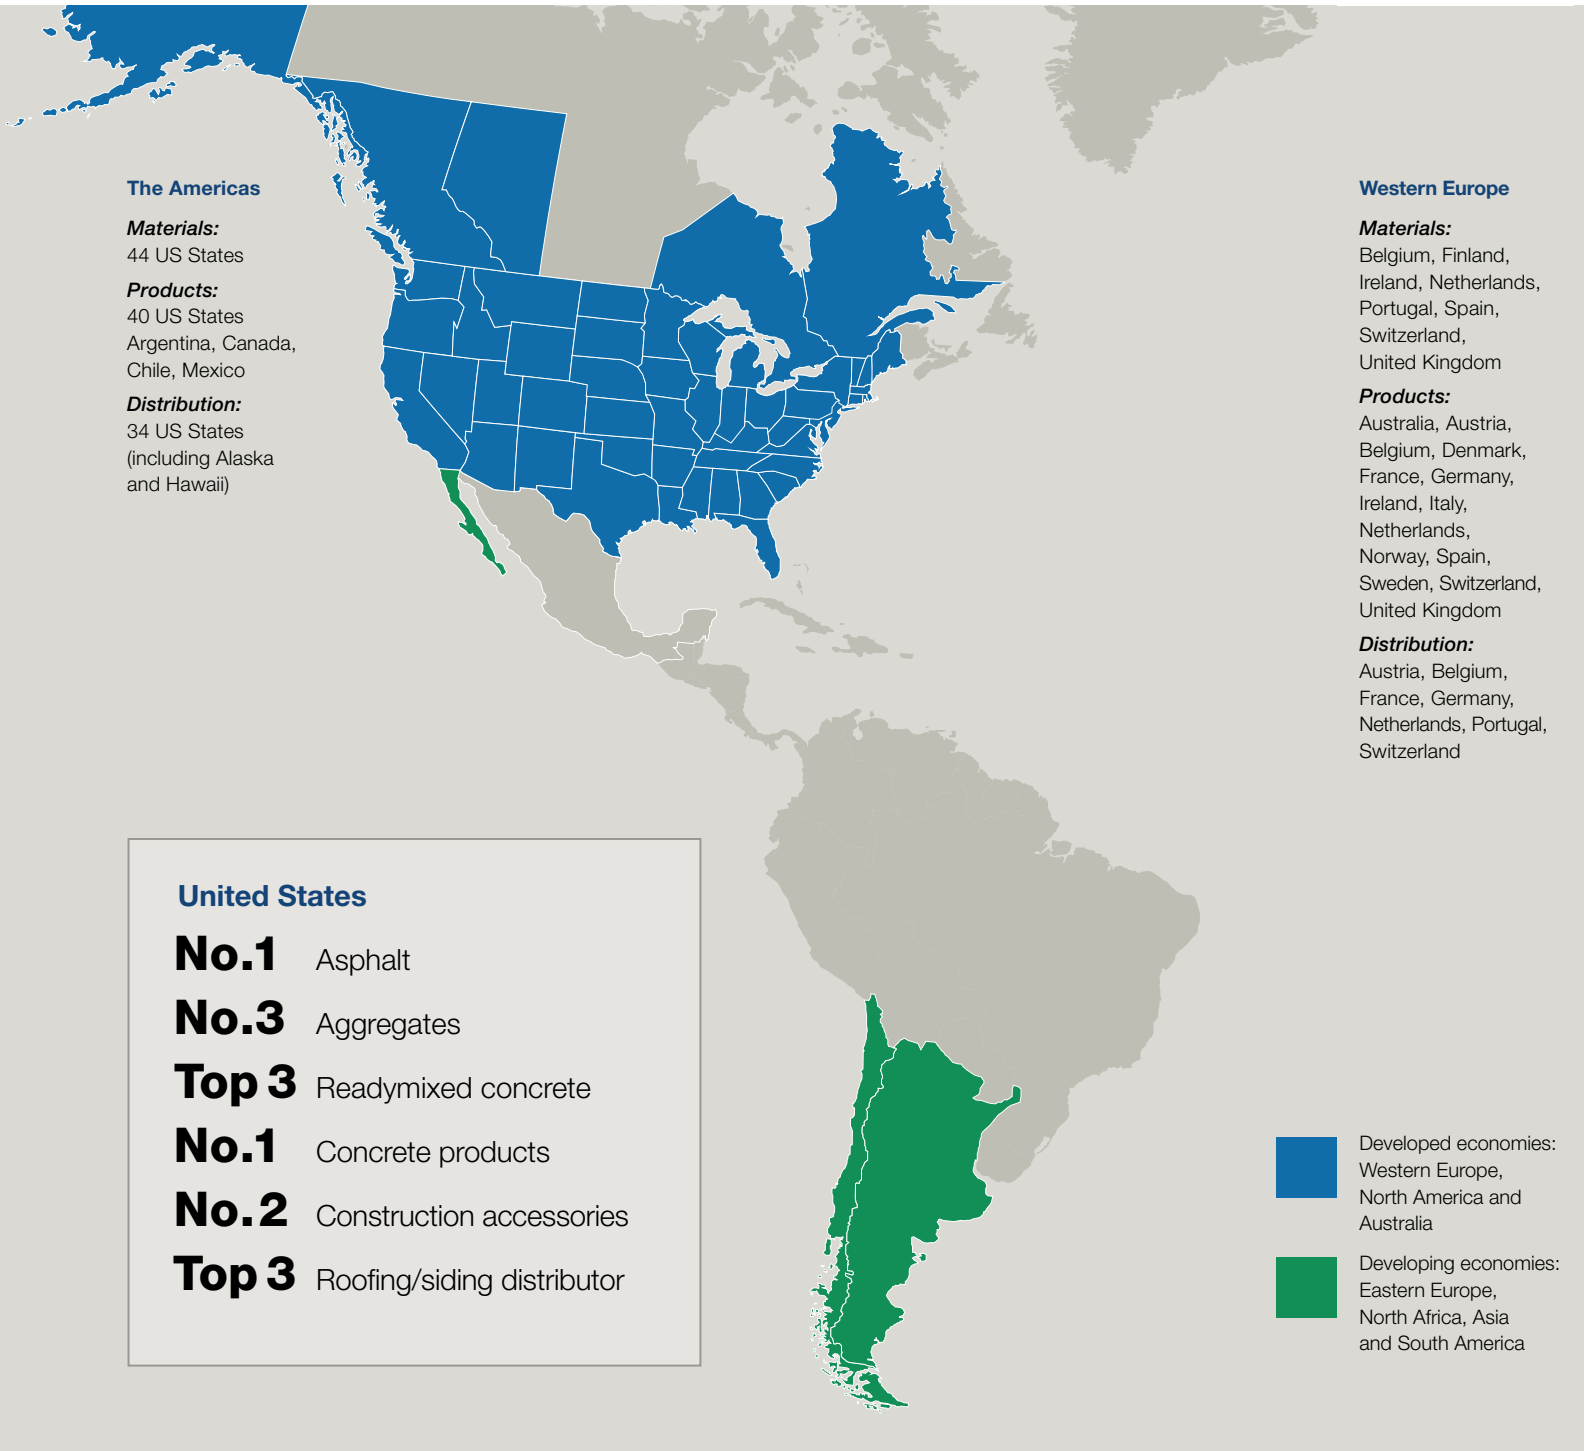 The Americas
Materials:
44 US States
Products:
40 US States
Argentina, Canada,
Chile, Mexico
Distribution:
34 US States
(including Alaska
and Hawaii)
Western Europe
Materials:
Belgium, Finland,
Ireland, Netherlands,
Portugal, Spain,
Switzerland,
United Kingdom
Products:
Australia, Austria,
Belgium, Denmark,
France, Germany,
Ireland, Italy,
Netherlands,
Norway, Spain,
Sweden, Switzerland,
United Kingdom
Distribution:
Austria, Belgium,
France, Germany,
Netherlands, Portugal,
Switzerland
United States
No.1 Asphalt
No.3 Aggregates
Top 3 Readymixed concrete
No.1 Concrete products
No.2 Construction accessories
Top 3 Roofing/siding distributor
Developed economies:
Western Europe,
North America and
Australia
Developing economies:
Eastern Europe,
North Africa, Asia
and South America